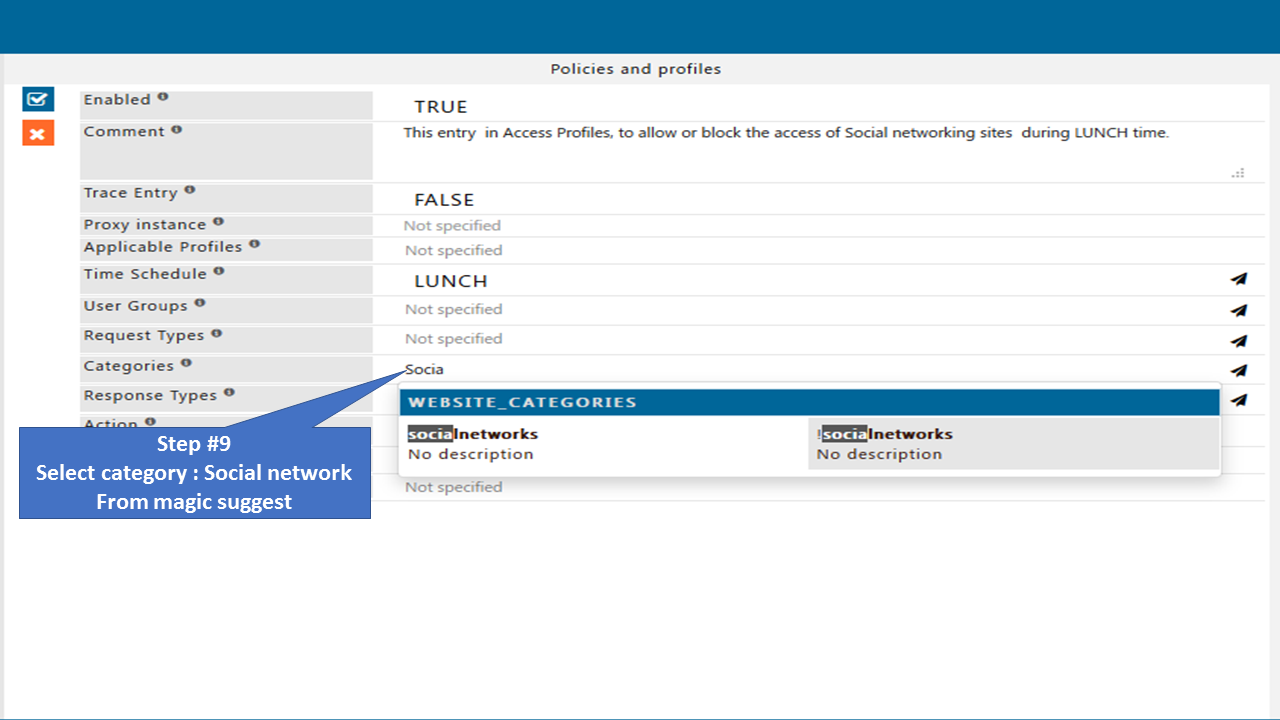 Policies and profiles
Enabled
TRUE
Comment
This entry in Access Profiles, to allow or block the access of Social networking sites during LUNCH time.
Trace Entry
FALSE
Proxy instance
Not specified
Applicable Profiles
Not specified
Time Schedule
LUNCH
User Groups
Not specified
Request Types
Not specified
Categories
Socia
Response Types
WEBSITE_CATEGORIES
socialnetworks
No description
!socialnetworks
No description
Action
Step #9
Select category : Social network
From magic suggest
Not specified